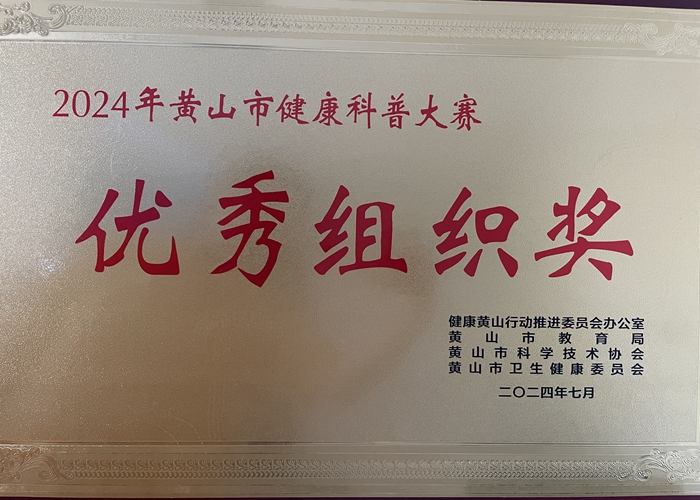 2024年黄山市健康科普大赛
优秀组织奖
健康黄山行动推进委员会办公室
黄山市教育局
黄山市科学技术协会
黄山市卫生健康委员会
二〇二四年七月